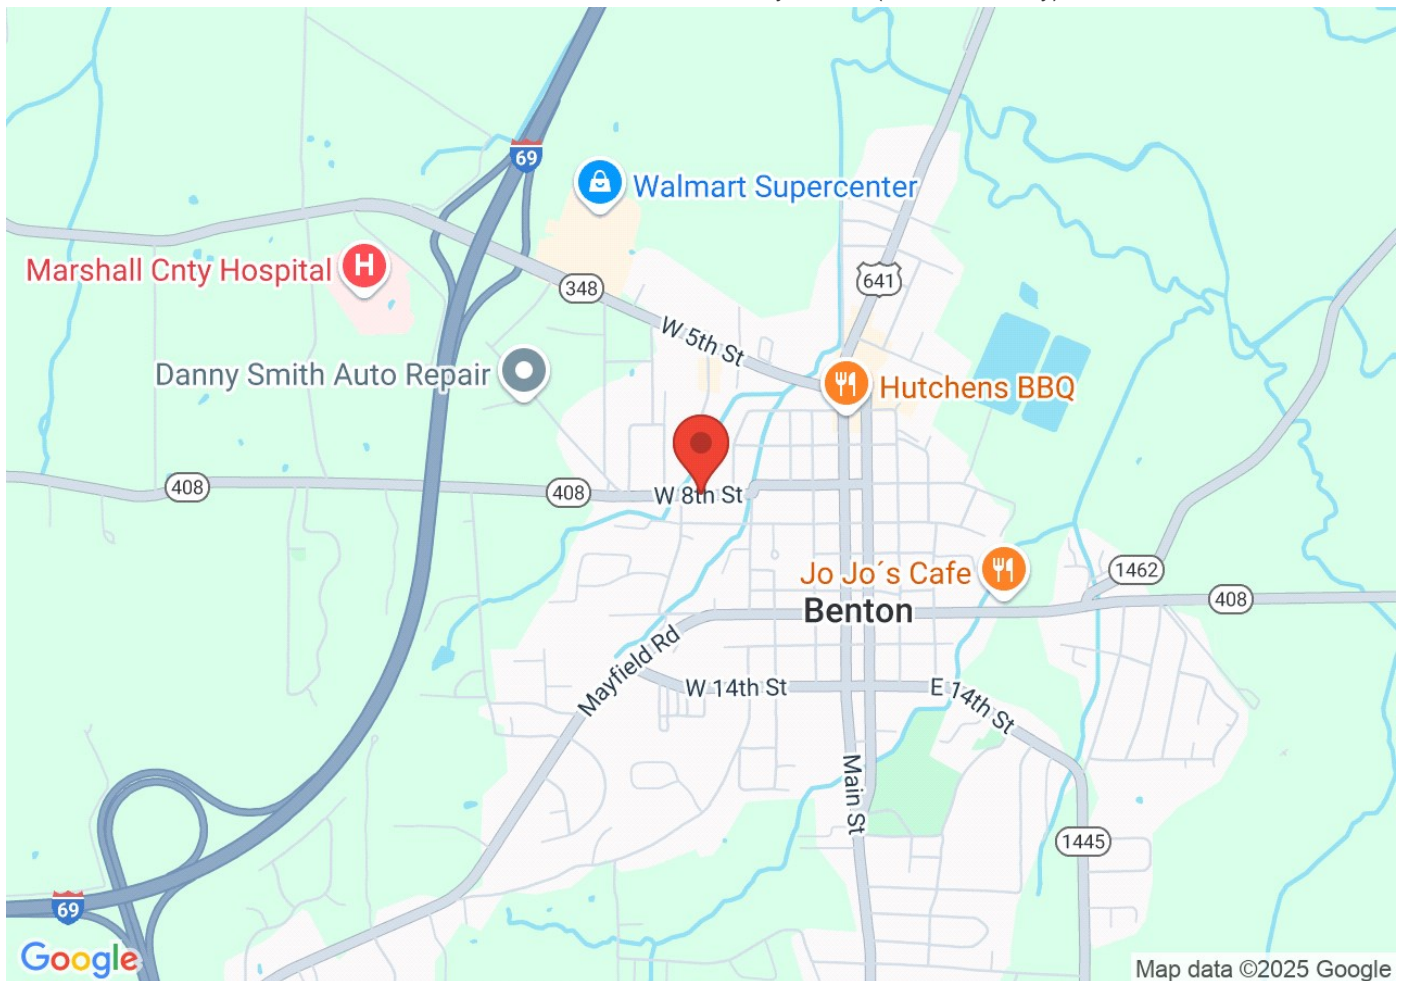 69
Walmart Supercenter
Marshall Cnty Hospital
H
348
641
W 5th St
Danny Smith Auto Repair
Hutchens BBQ
408
408
W 8th St
Jo Jo´s Cafe
1462
Benton
408
Mayfield Rd
W 14th St
E 14th St
Main St
1445
69
Google
Map data ©2025 Google